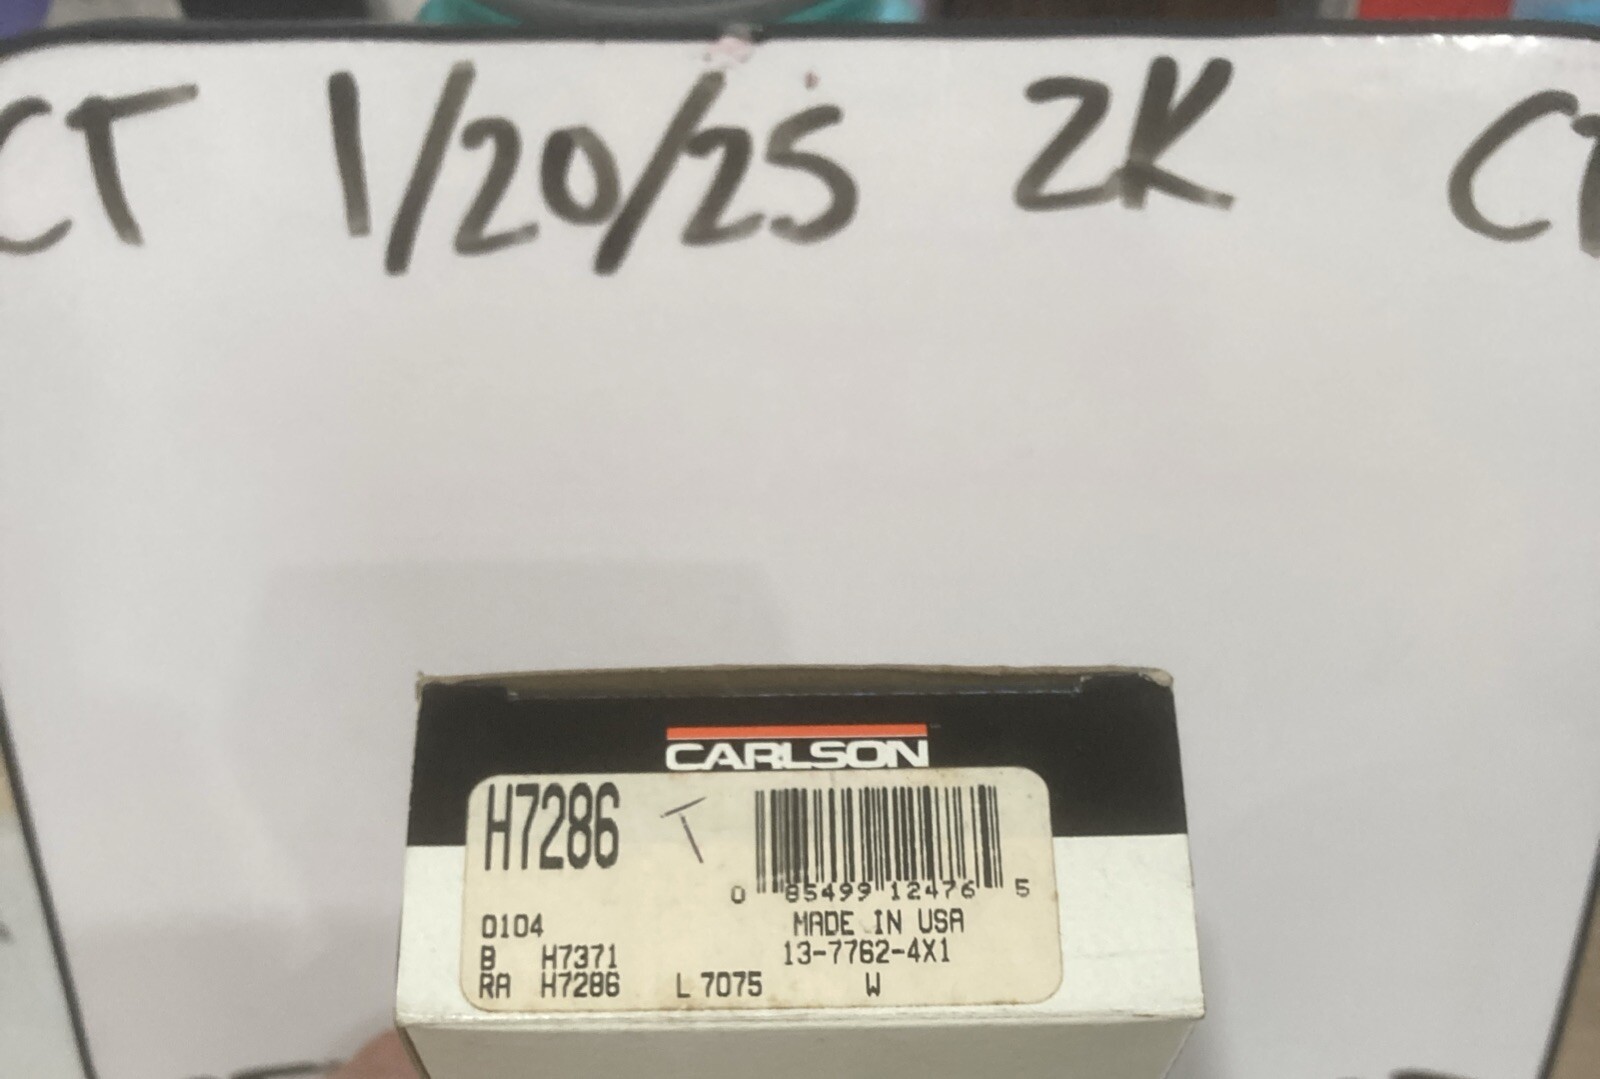 CT 1/20/25 2K CT
CARLSON
H7286 T
0 85499 12476 5
0104 MADE IN USA
B H7371 13-7762-4X1
RA H7286 L 7075 W